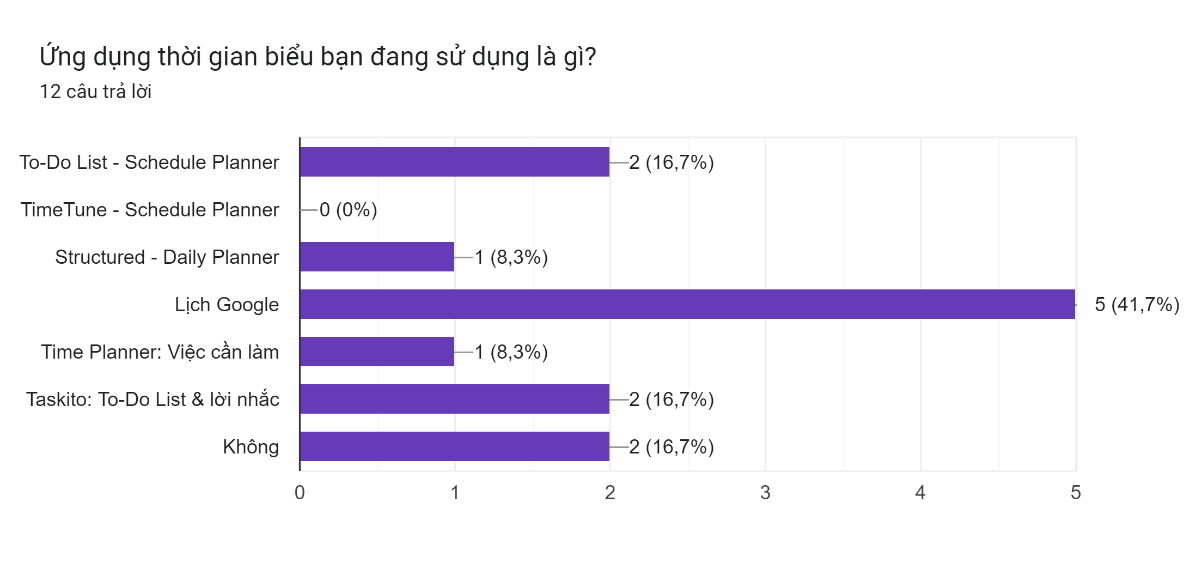 Ứng dụng thời gian biểu bạn đang sử dụng là gì?
12 câu trả lời
To-Do List - Schedule Planner 2 (16,7%)
TimeTune - Schedule Planner 0 (0%)
Structured - Daily Planner 1 (8,3%)
Lịch Google 5 (41,7%)
Time Planner: Việc cần làm 1 (8,3%)
Taskito: To-Do List & lời nhắc 2 (16,7%)
Không 2 (16,7%)
0 1 2 3 4 5